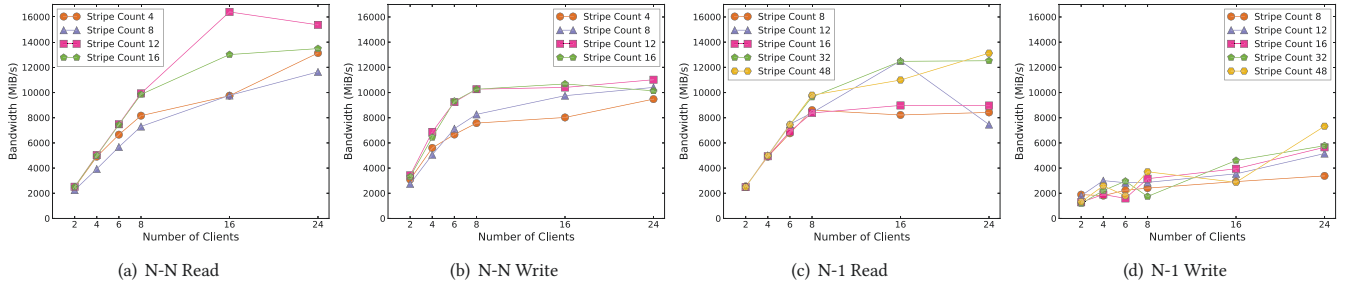 16000
14000
12000
10000
8000
6000
4000
2000
0
Bandwidth (MiB/s)
Stripe Count 4
Stripe Count 8
Stripe Count 12
Stripe Count 16
2 4 6 8 16 24
Number of Clients
(a) N-N Read
16000
14000
12000
10000
8000
6000
4000
2000
0
Bandwidth (MiB/s)
Stripe Count 4
Stripe Count 8
Stripe Count 12
Stripe Count 16
2 4 6 8 16 24
Number of Clients
(b) N-N Write
16000
14000
12000
10000
8000
6000
4000
2000
0
Bandwidth (MiB/s)
Stripe Count 8
Stripe Count 12
Stripe Count 16
Stripe Count 32
Stripe Count 48
2 4 6 8 16 24
Number of Clients
(c) N-1 Read
16000
14000
12000
10000
8000
6000
4000
2000
0
Bandwidth (MiB/s)
Stripe Count 8
Stripe Count 12
Stripe Count 16
Stripe Count 32
Stripe Count 48
2 4 6 8 16 24
Number of Clients
(d) N-1 Write